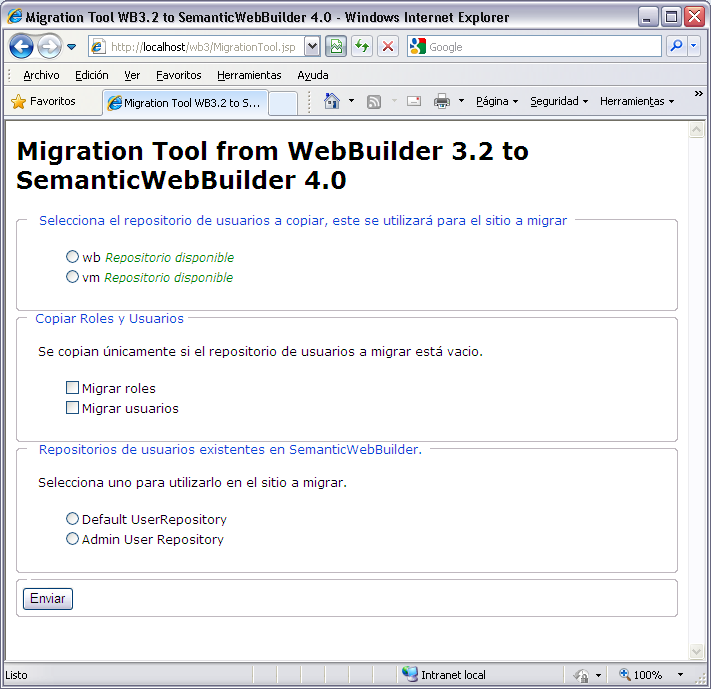 Migration Tool WB3.2 to SemanticWebBuilder 4.0 - Windows Internet Explorer
http://localhost/wb3/MigrationTool.jsp
Google
Archivo Edición Ver Favoritos Herramientas Ayuda
Favoritos Migration Tool WB3.2 to S... Página Seguridad Herramientas
Migration Tool from WebBuilder 3.2 to
SemanticWebBuilder 4.0
Selecciona el repositorio de usuarios a copiar, este se utilizará para el sitio a migrar
wb Repositorio disponible
vm Repositorio disponible
Copiar Roles y Usuarios
Se copian únicamente si el repositorio de usuarios a migrar está vacio.
Migrar roles
Migrar usuarios
Repositorios de usuarios existentes en SemanticWebBuilder.
Selecciona uno para utilizarlo en el sitio a migrar.
Default UserRepository
Admin User Repository
Enviar
Listo Intranet local 100%